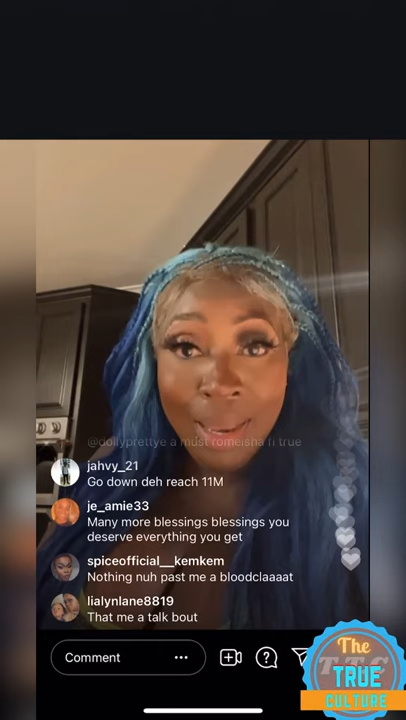 @dollyprettye a must romeisha fi true
jahvy_21
Go down deh reach 11M
je_amie33
Many more blessings blessings you
deserve everything you get
spiceofficial__kemkem
Nothing nuh past me a bloodclaaaat
lialynlane8819
That me a talk bout
Comment
The
TTC
TRUE
CULTURE